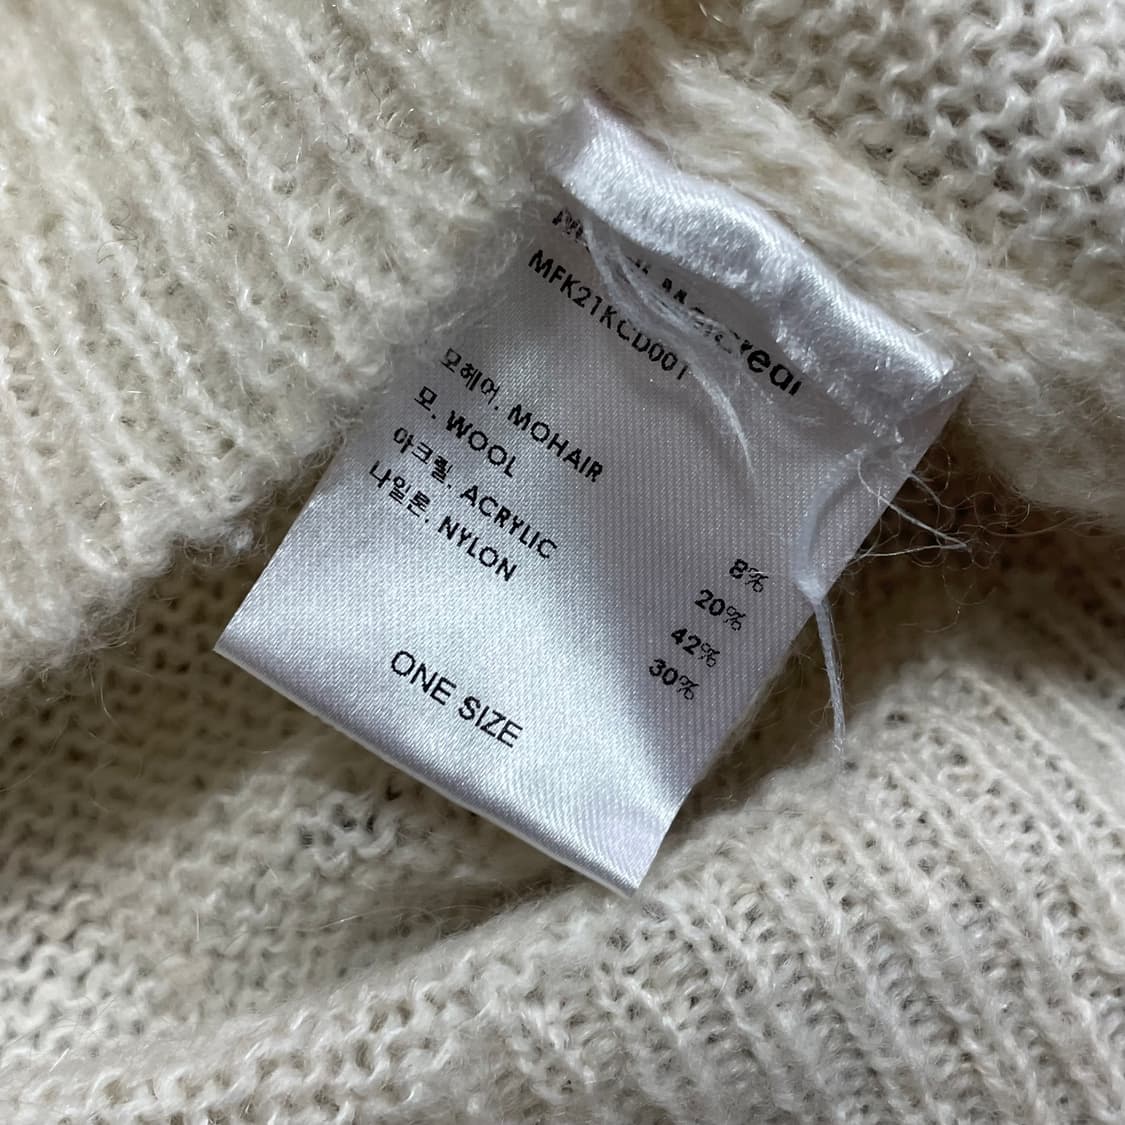 MFK21KCD001
모헤어. MOHAIR 8%
모. WOOL 20%
아크릴. ACRYLIC 42%
나일론. NYLON 30%
ONE SIZE